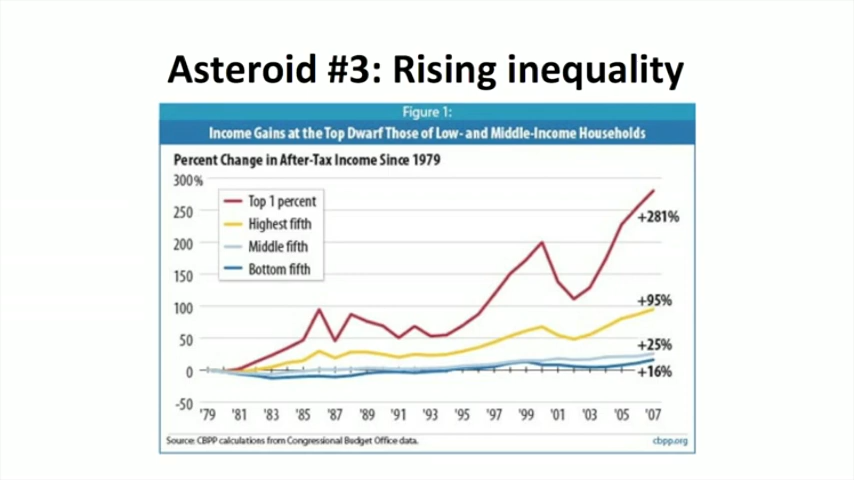 Asteroid #3: Rising inequality
Figure 1:
Income Gains at the Top Dwarf Those of Low- and Middle-Income Households
Percent Change in After-Tax Income Since 1979
300%
250
200
150
100
50
0
-50
Top 1 percent
Highest fifth
Middle fifth
Bottom fifth
+281%
+95%
+25%
+16%
'79 '81 '83 '85 '87 '89 '91 '93 '95 '97 '99 '01 '03 '05 '07
Source: CBPP calculations from Congressional Budget Office data. cbpp.org